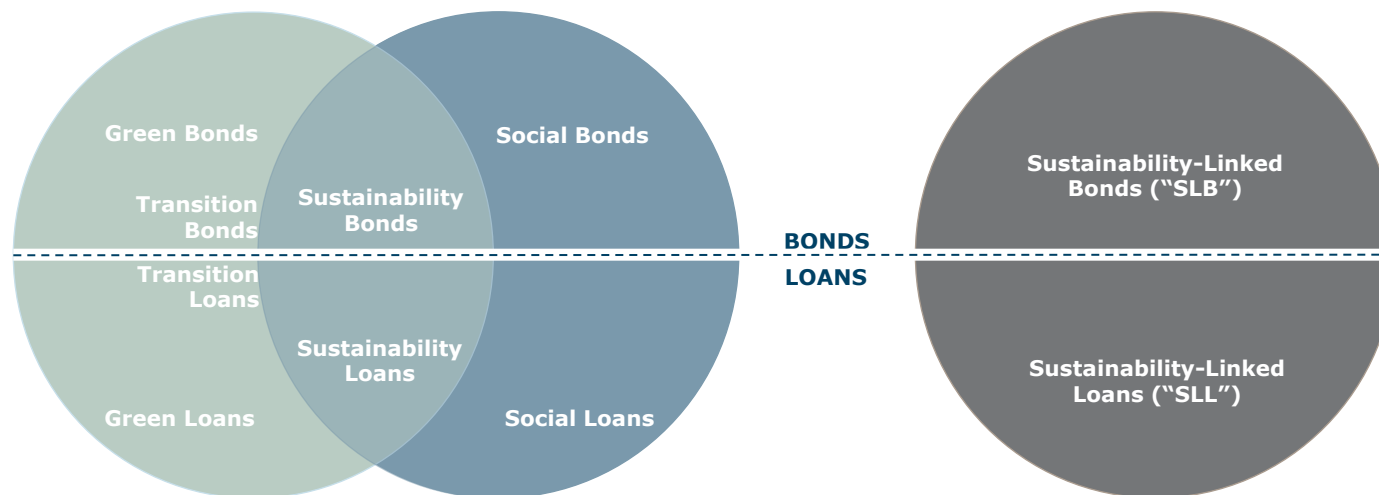 Green Bonds
Transition
Bonds
Sustainability
Bonds
Social Bonds
BONDS
LOANS
Transition
Loans
Sustainability
Loans
Green Loans
Social Loans
Sustainability-Linked
Bonds (“SLB”)
Sustainability-Linked
Loans (“SLL”)